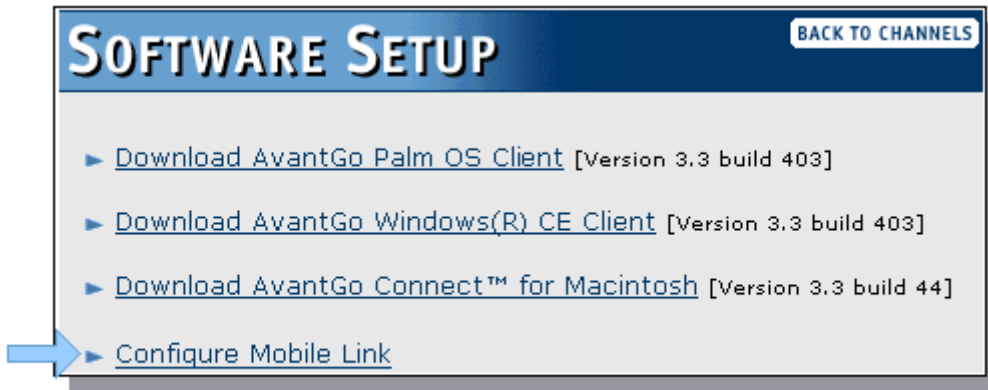 SOFTWARE SETUP
BACK TO CHANNELS
Download AvantGo Palm OS Client [Version 3.3 build 403]
Download AvantGo Windows(R) CE Client [Version 3.3 build 403]
Download AvantGo Connect™ for Macintosh [Version 3.3 build 44]
Configure Mobile Link